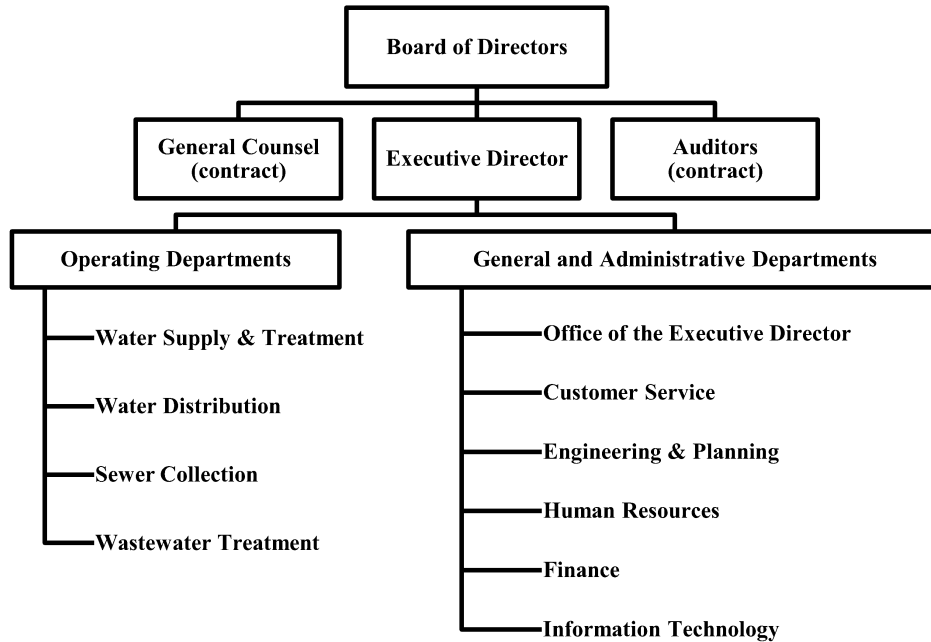 Board of Directors
General Counsel
(contract)
Executive Director
Auditors
(contract)
Operating Departments
General and Administrative Departments
Water Supply & Treatment
Water Distribution
Sewer Collection
Wastewater Treatment
Office of the Executive Director
Customer Service
Engineering & Planning
Human Resources
Finance
Information Technology